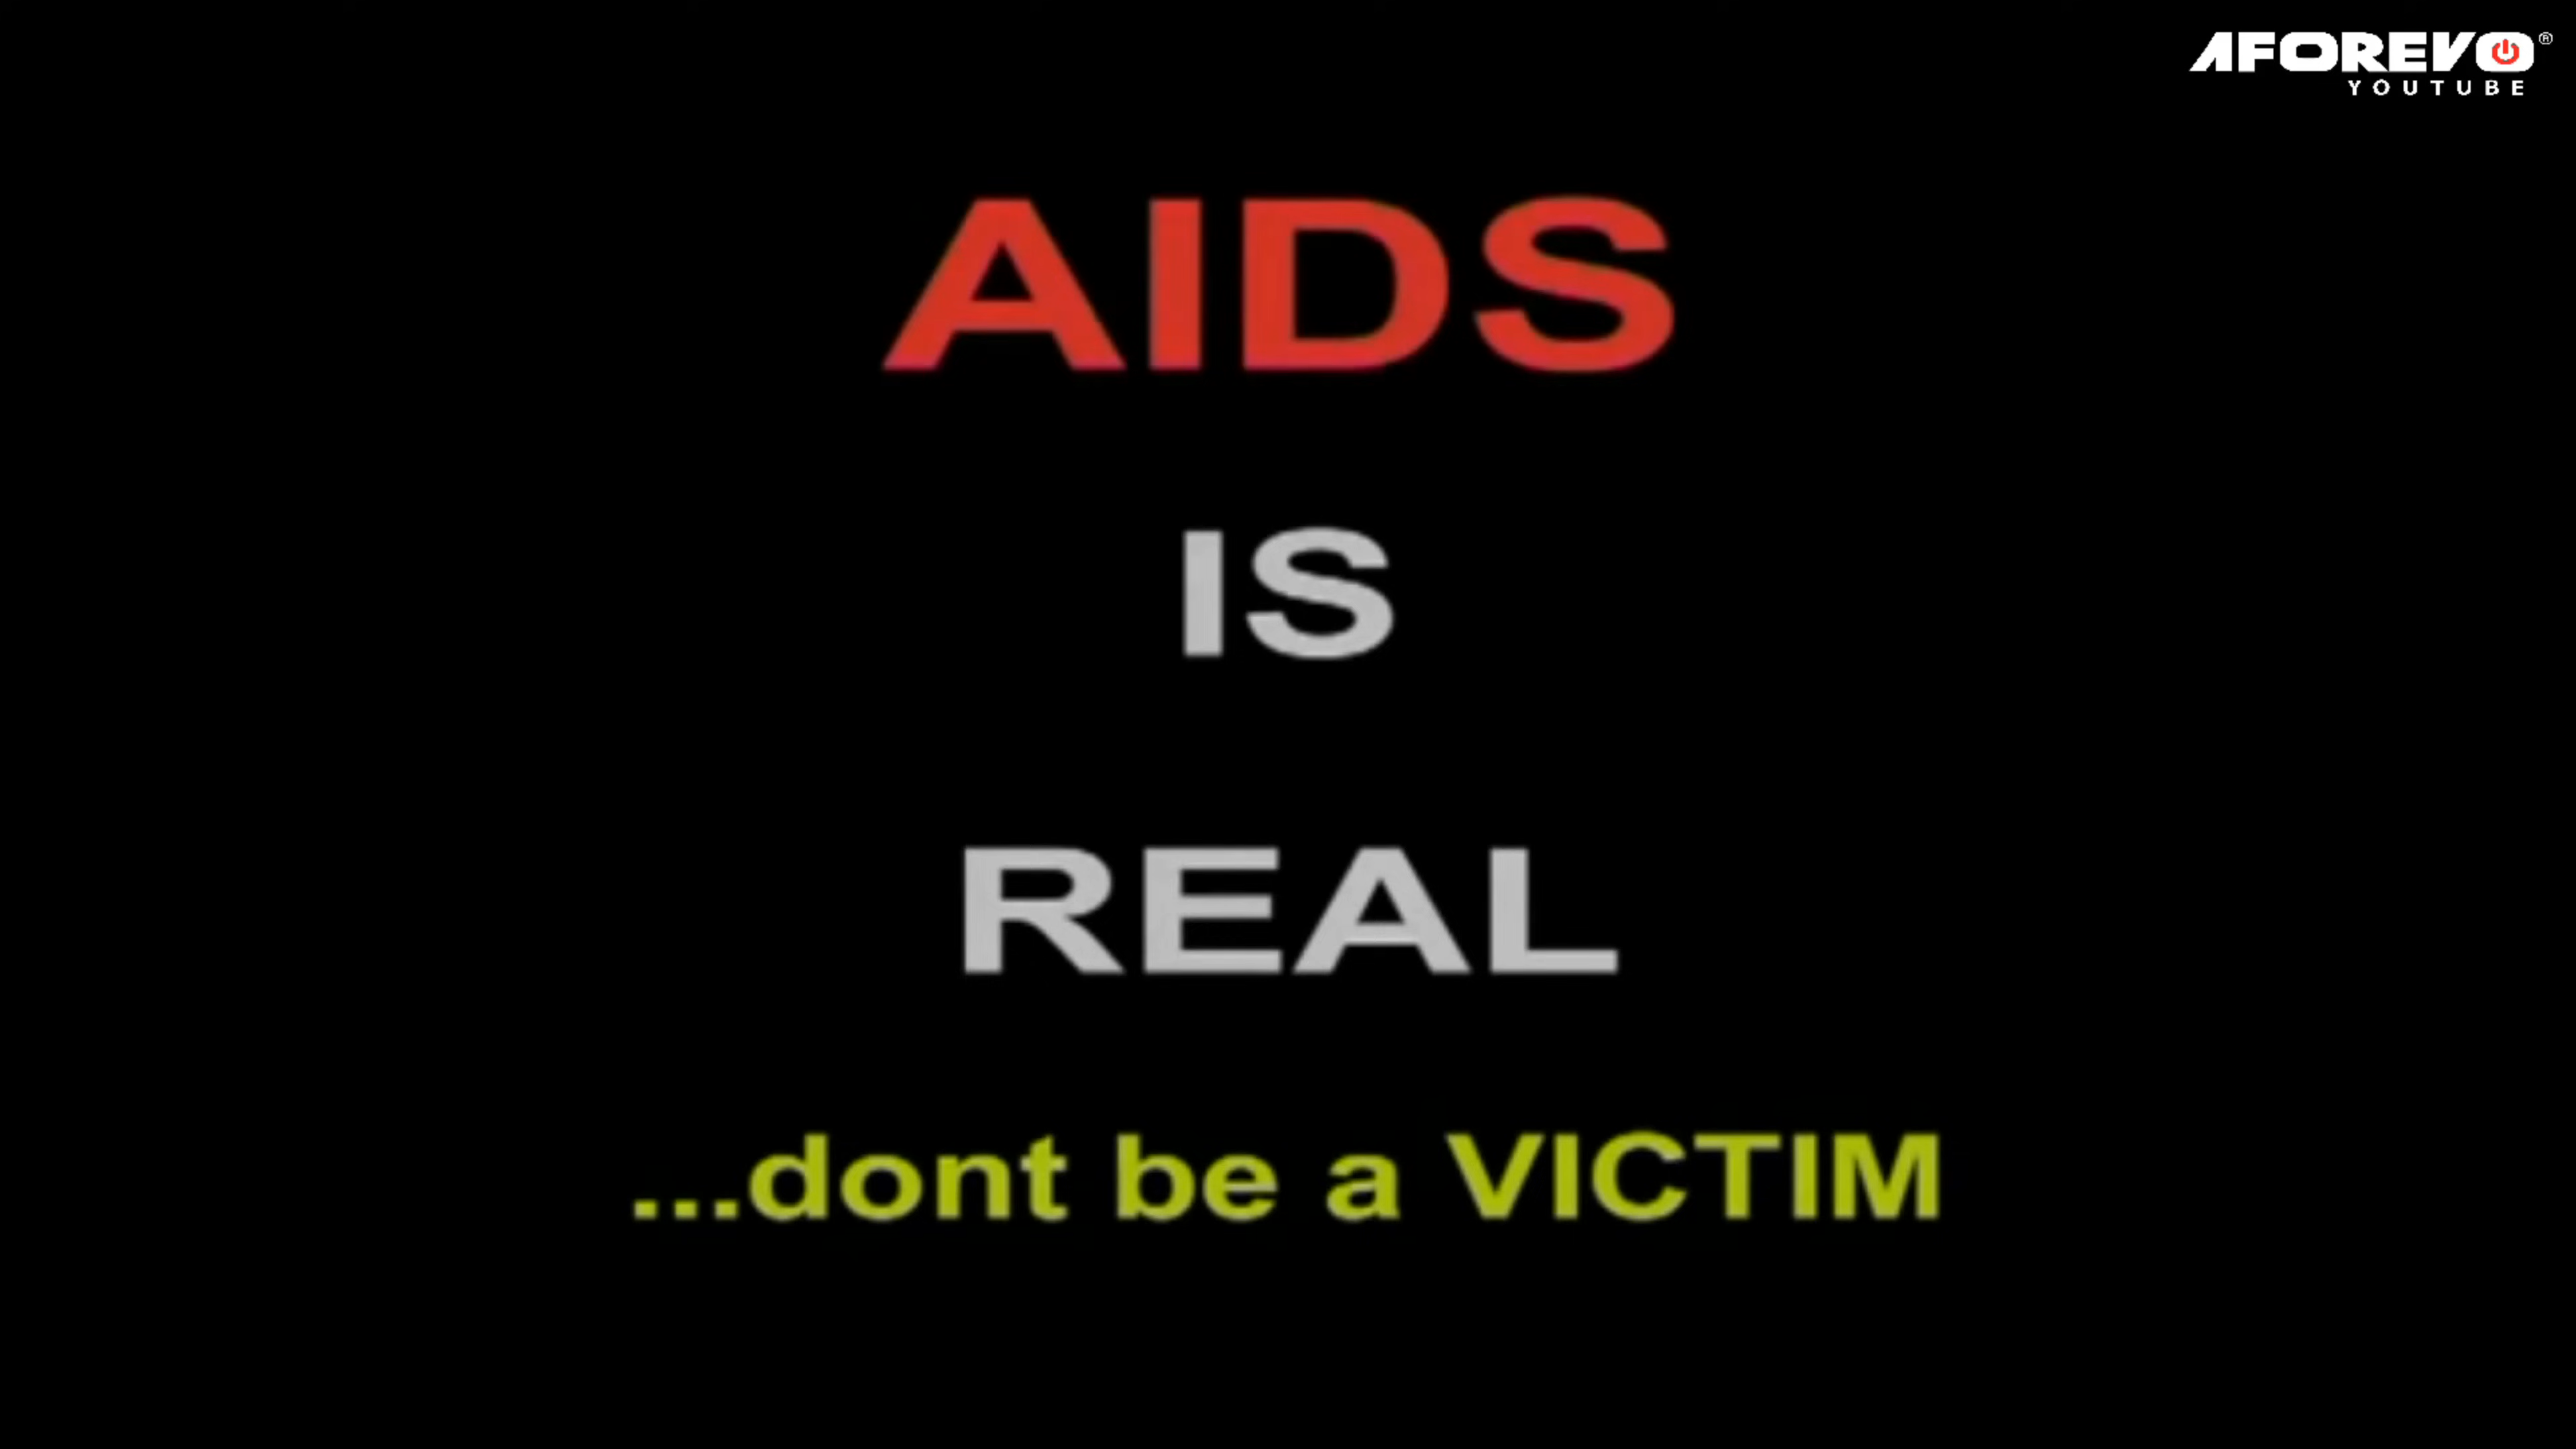 AFOREVO®
YOUTUBE
AIDS
IS
REAL
...dont be a VICTIM